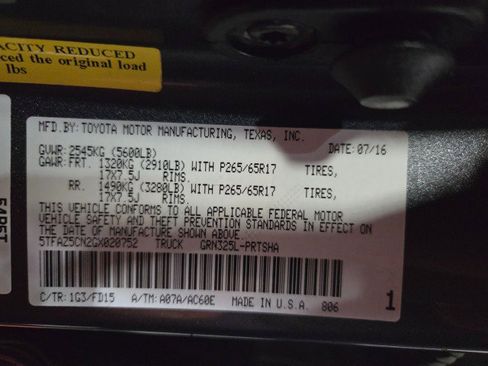 ACITY REDUCED
ced the original load
lbs
MFD.BY: TOYOTA MOTOR MANUFACTURING, TEXAS, INC.
GVWR: 2545KG (5600LB) DATE: 07/16
GAWR: FRT. 1320KG (2910LB) WITH P265/65R17 TIRES,
17X7.5J RIMS
RR. 1490KG (3280LB) WITH P265/65R17 TIRES,
17X7.5J RIMS
THIS VEHICLE CONFORMS TO ALL APPLICABLE FEDERAL MOTOR
VEHICLE SAFETY AND THEFT PREVENTION STANDARDS IN EFFECT ON
THE DATE OF MANUFACTURE SHOWN ABOVE.
5TFAZ5CN2GX020752 TRUCK GRN325L-PRTSHA
C/TR: 1G3/FD15 A/TM: A07A/AC60E MADE IN U.S.A. 806 1